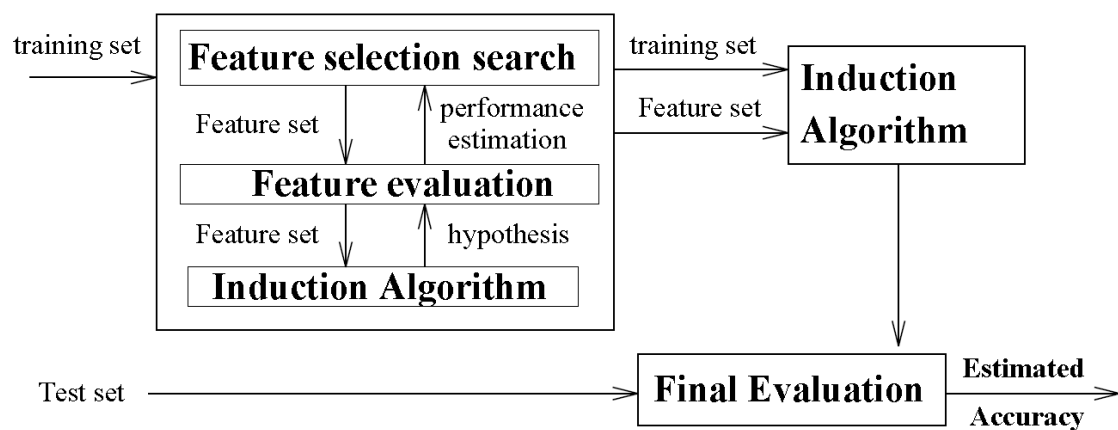 training set
Feature selection search
training set
Feature set
performance
estimation
Feature set
Induction
Algorithm
Feature evaluation
Feature set
hypothesis
Induction Algorithm
Test set
Final Evaluation
Estimated
Accuracy